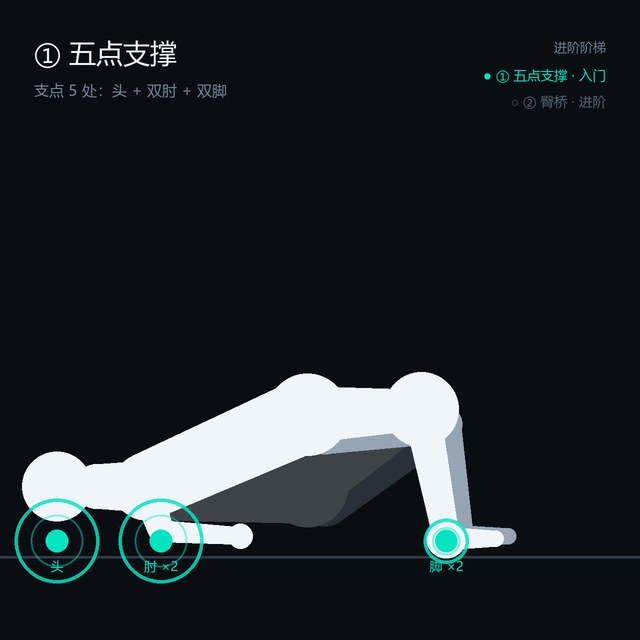 ① 五点支撑
支点 5 处：头 + 双肘 + 双脚
进阶阶梯
● ① 五点支撑 · 入门
○ ② 臀桥 · 进阶
头
肘 ×2
脚 ×2